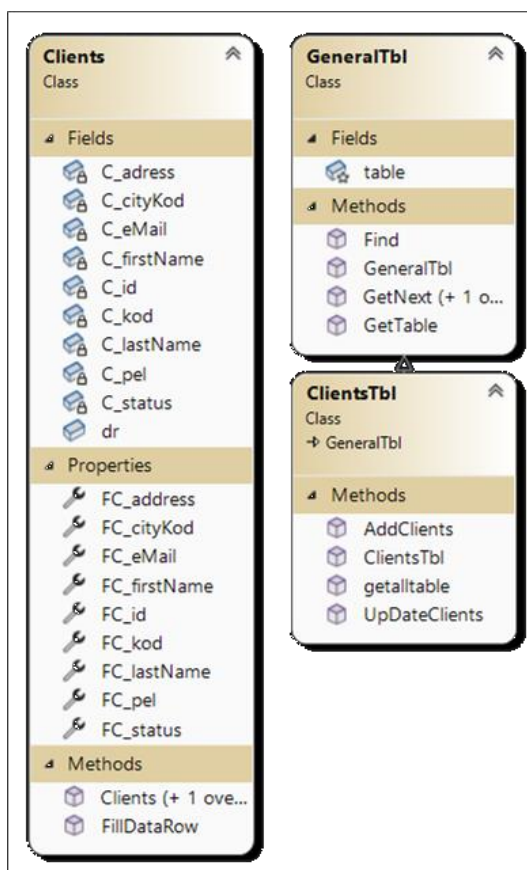 Clients
Class
Fields
C_adress
C_cityKod
C_eMail
C_firstName
C_id
C_kod
C_lastName
C_pel
C_status
dr
Properties
FC_address
FC_cityKod
FC_eMail
FC_firstName
FC_id
FC_kod
FC_lastName
FC_pel
FC_status
Methods
Clients (+ 1 ove...
FillDataRow
GeneralTbl
Class
Fields
table
Methods
Find
GeneralTbl
GetNext (+ 1 o...
GetTable
ClientsTbl
Class
GeneralTbl
Methods
AddClients
ClientsTbl
getalltable
UpDateClients